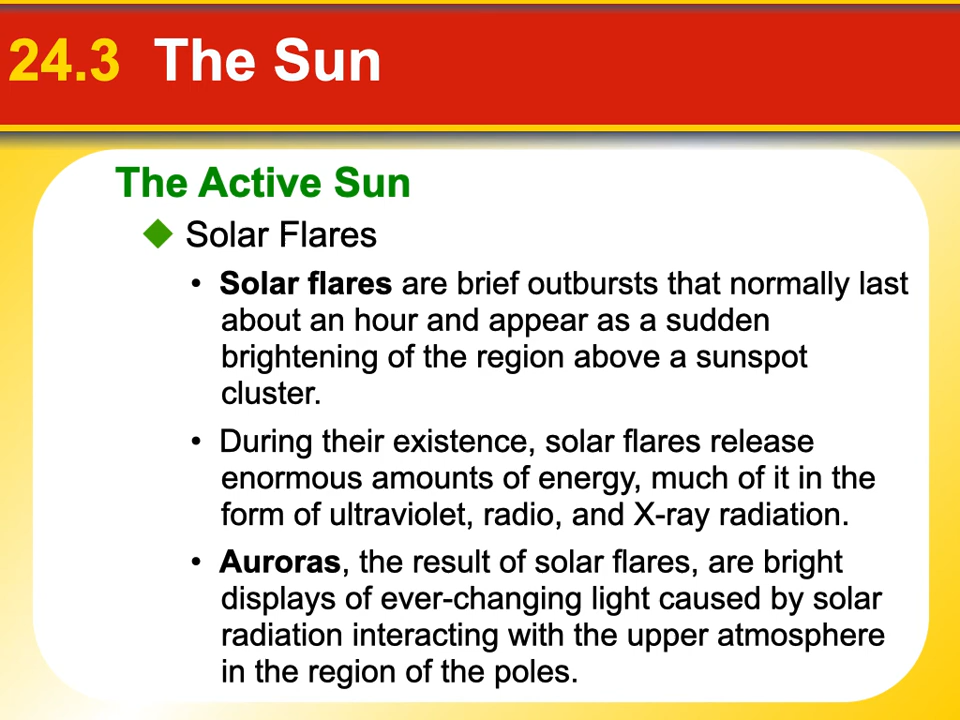 24.3 The Sun
The Active Sun
Solar Flares
• Solar flares are brief outbursts that normally last
about an hour and appear as a sudden
brightening of the region above a sunspot
cluster.
• During their existence, solar flares release
enormous amounts of energy, much of it in the
form of ultraviolet, radio, and X-ray radiation.
• Auroras, the result of solar flares, are bright
displays of ever-changing light caused by solar
radiation interacting with the upper atmosphere
in the region of the poles.